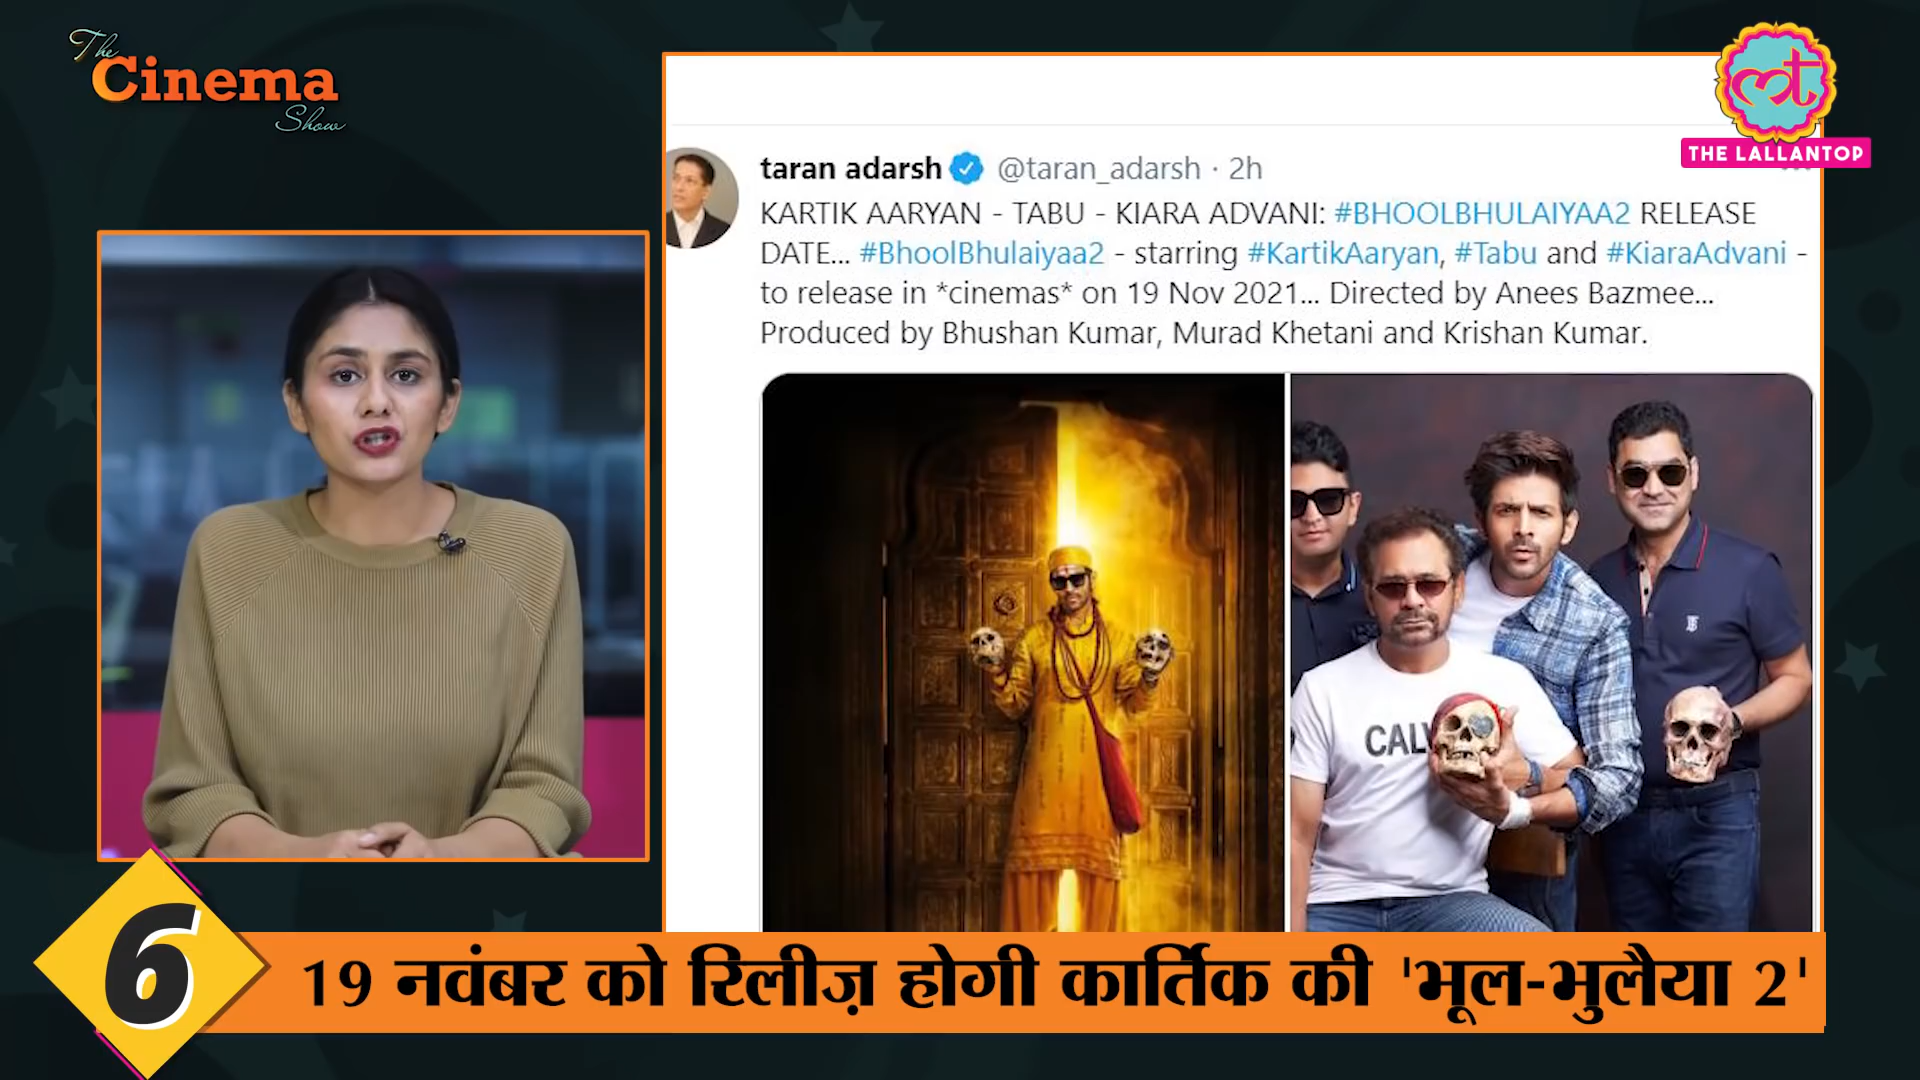 The
Cinema
Show
THE LALLANTOP
taran adarsh @taran_adarsh · 2h
KARTIK AARYAN - TABU - KIARA ADVANI: #BHOOLBHULAIYAA2 RELEASE
DATE... #BhoolBhulaiyaa2 - starring #KartikAaryan, #Tabu and #KiaraAdvani -
to release in *cinemas* on 19 Nov 2021... Directed by Anees Bazmee...
Produced by Bhushan Kumar, Murad Khetani and Krishan Kumar.
CALV
6
19 नवंबर को रिलीज़ होगी कार्तिक की 'भूल-भुलैया 2'